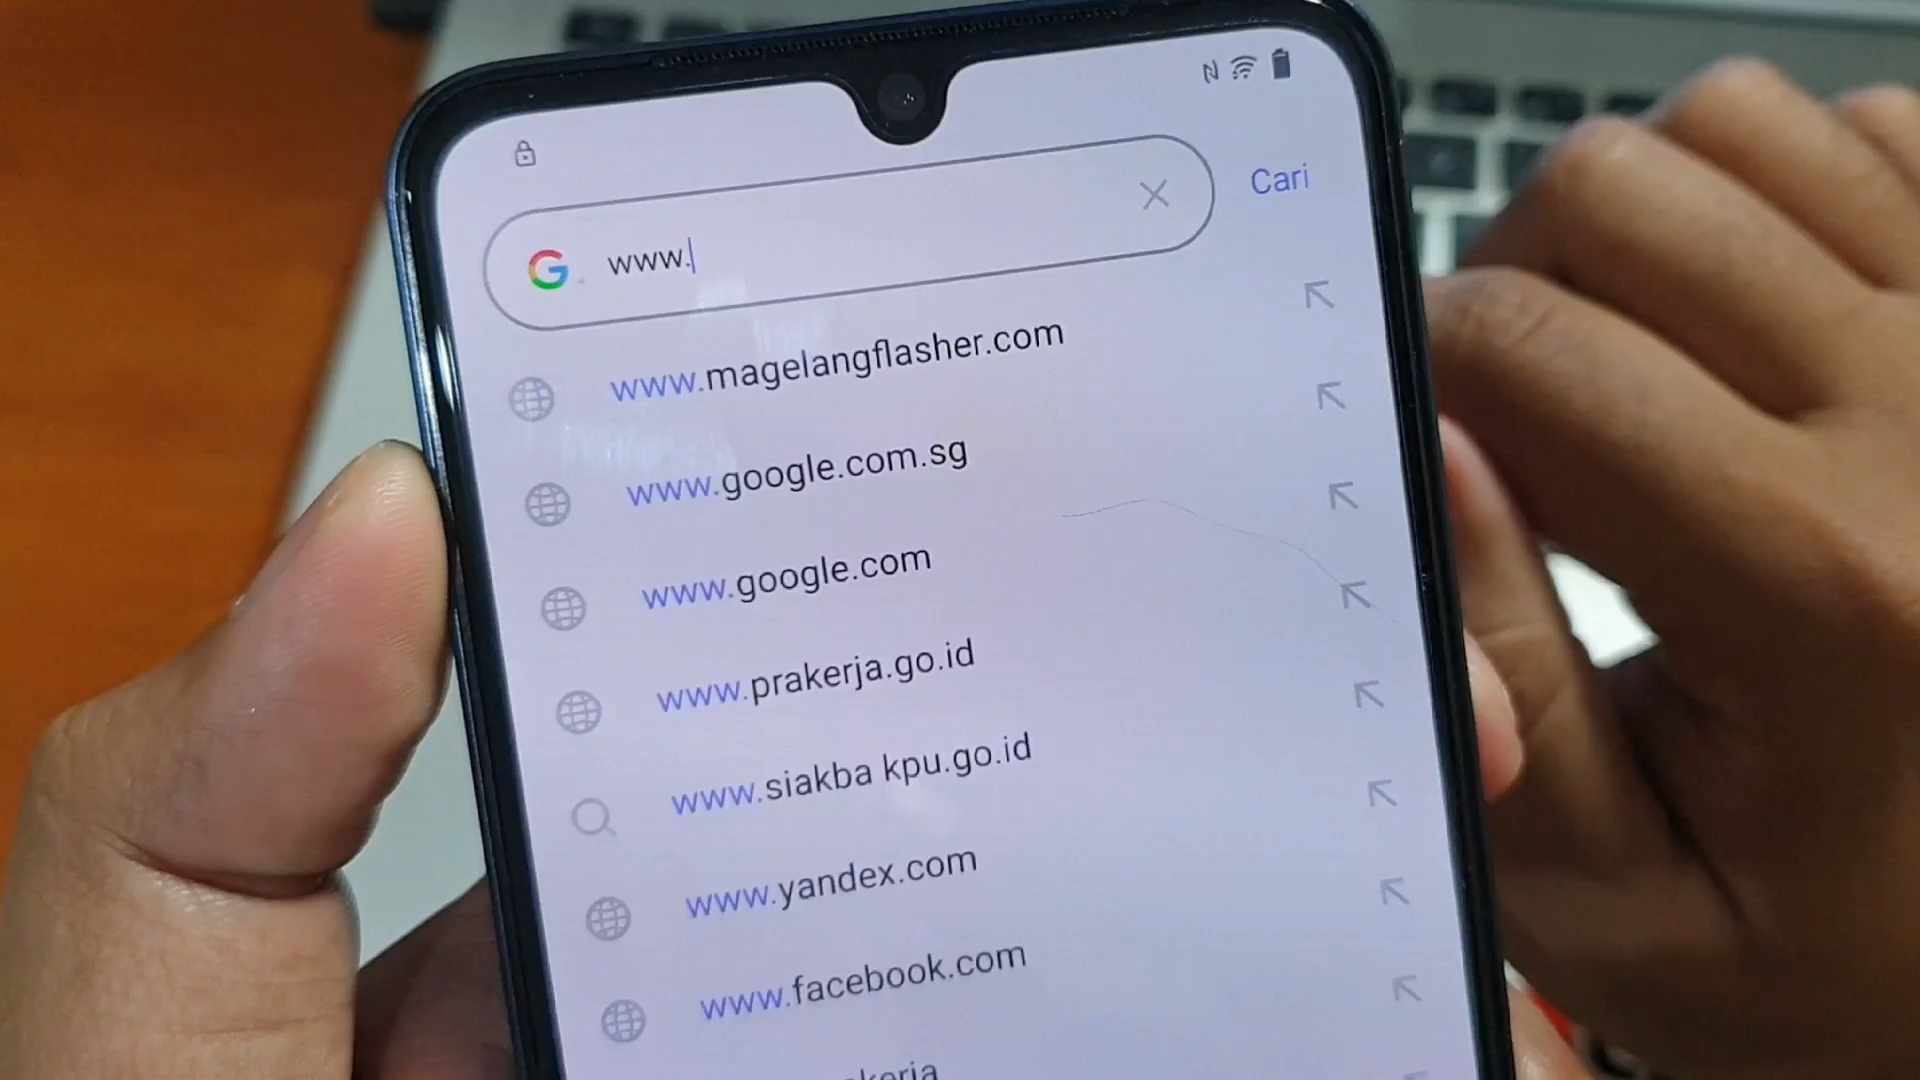 www.
Cari
www.magelangflasher.com
www.google.com.sg
www.google.com
www.prakerja.go.id
www.siakba kpu.go.id
www.yandex.com
www.facebook.com